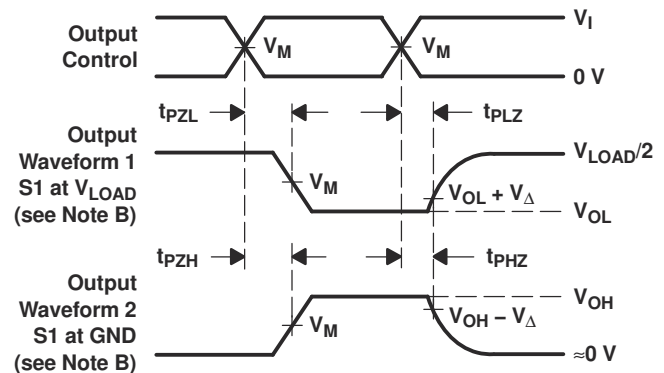 Output
Control
V_M
V_M
V_I
0 V
t_PZL
t_PLZ
Output
Waveform 1
S1 at V_LOAD
(see Note B)
V_M
V_LOAD/2
V_OL + V_Δ
V_OL
t_PZH
t_PHZ
Output
Waveform 2
S1 at GND
(see Note B)
V_M
V_OH
V_OH − V_Δ
≈0 V